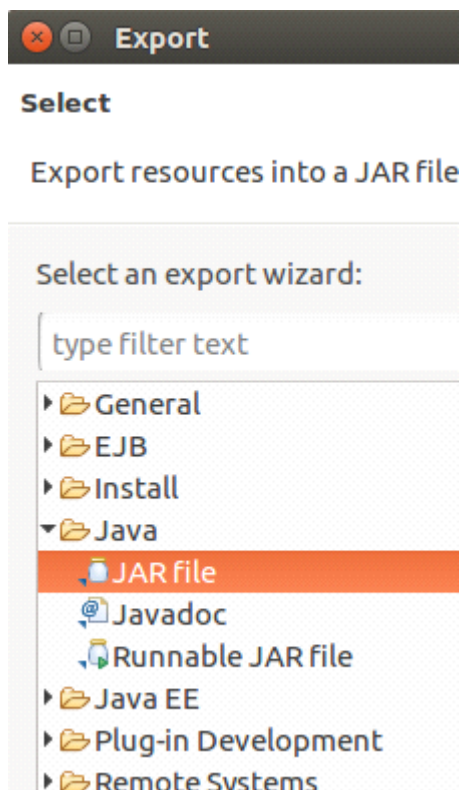 Export
Select
Export resources into a JAR file
Select an export wizard:
type filter text
General
EJB
Install
Java
JAR file
Javadoc
Runnable JAR file
Java EE
Plug-in Development
Remote Systems